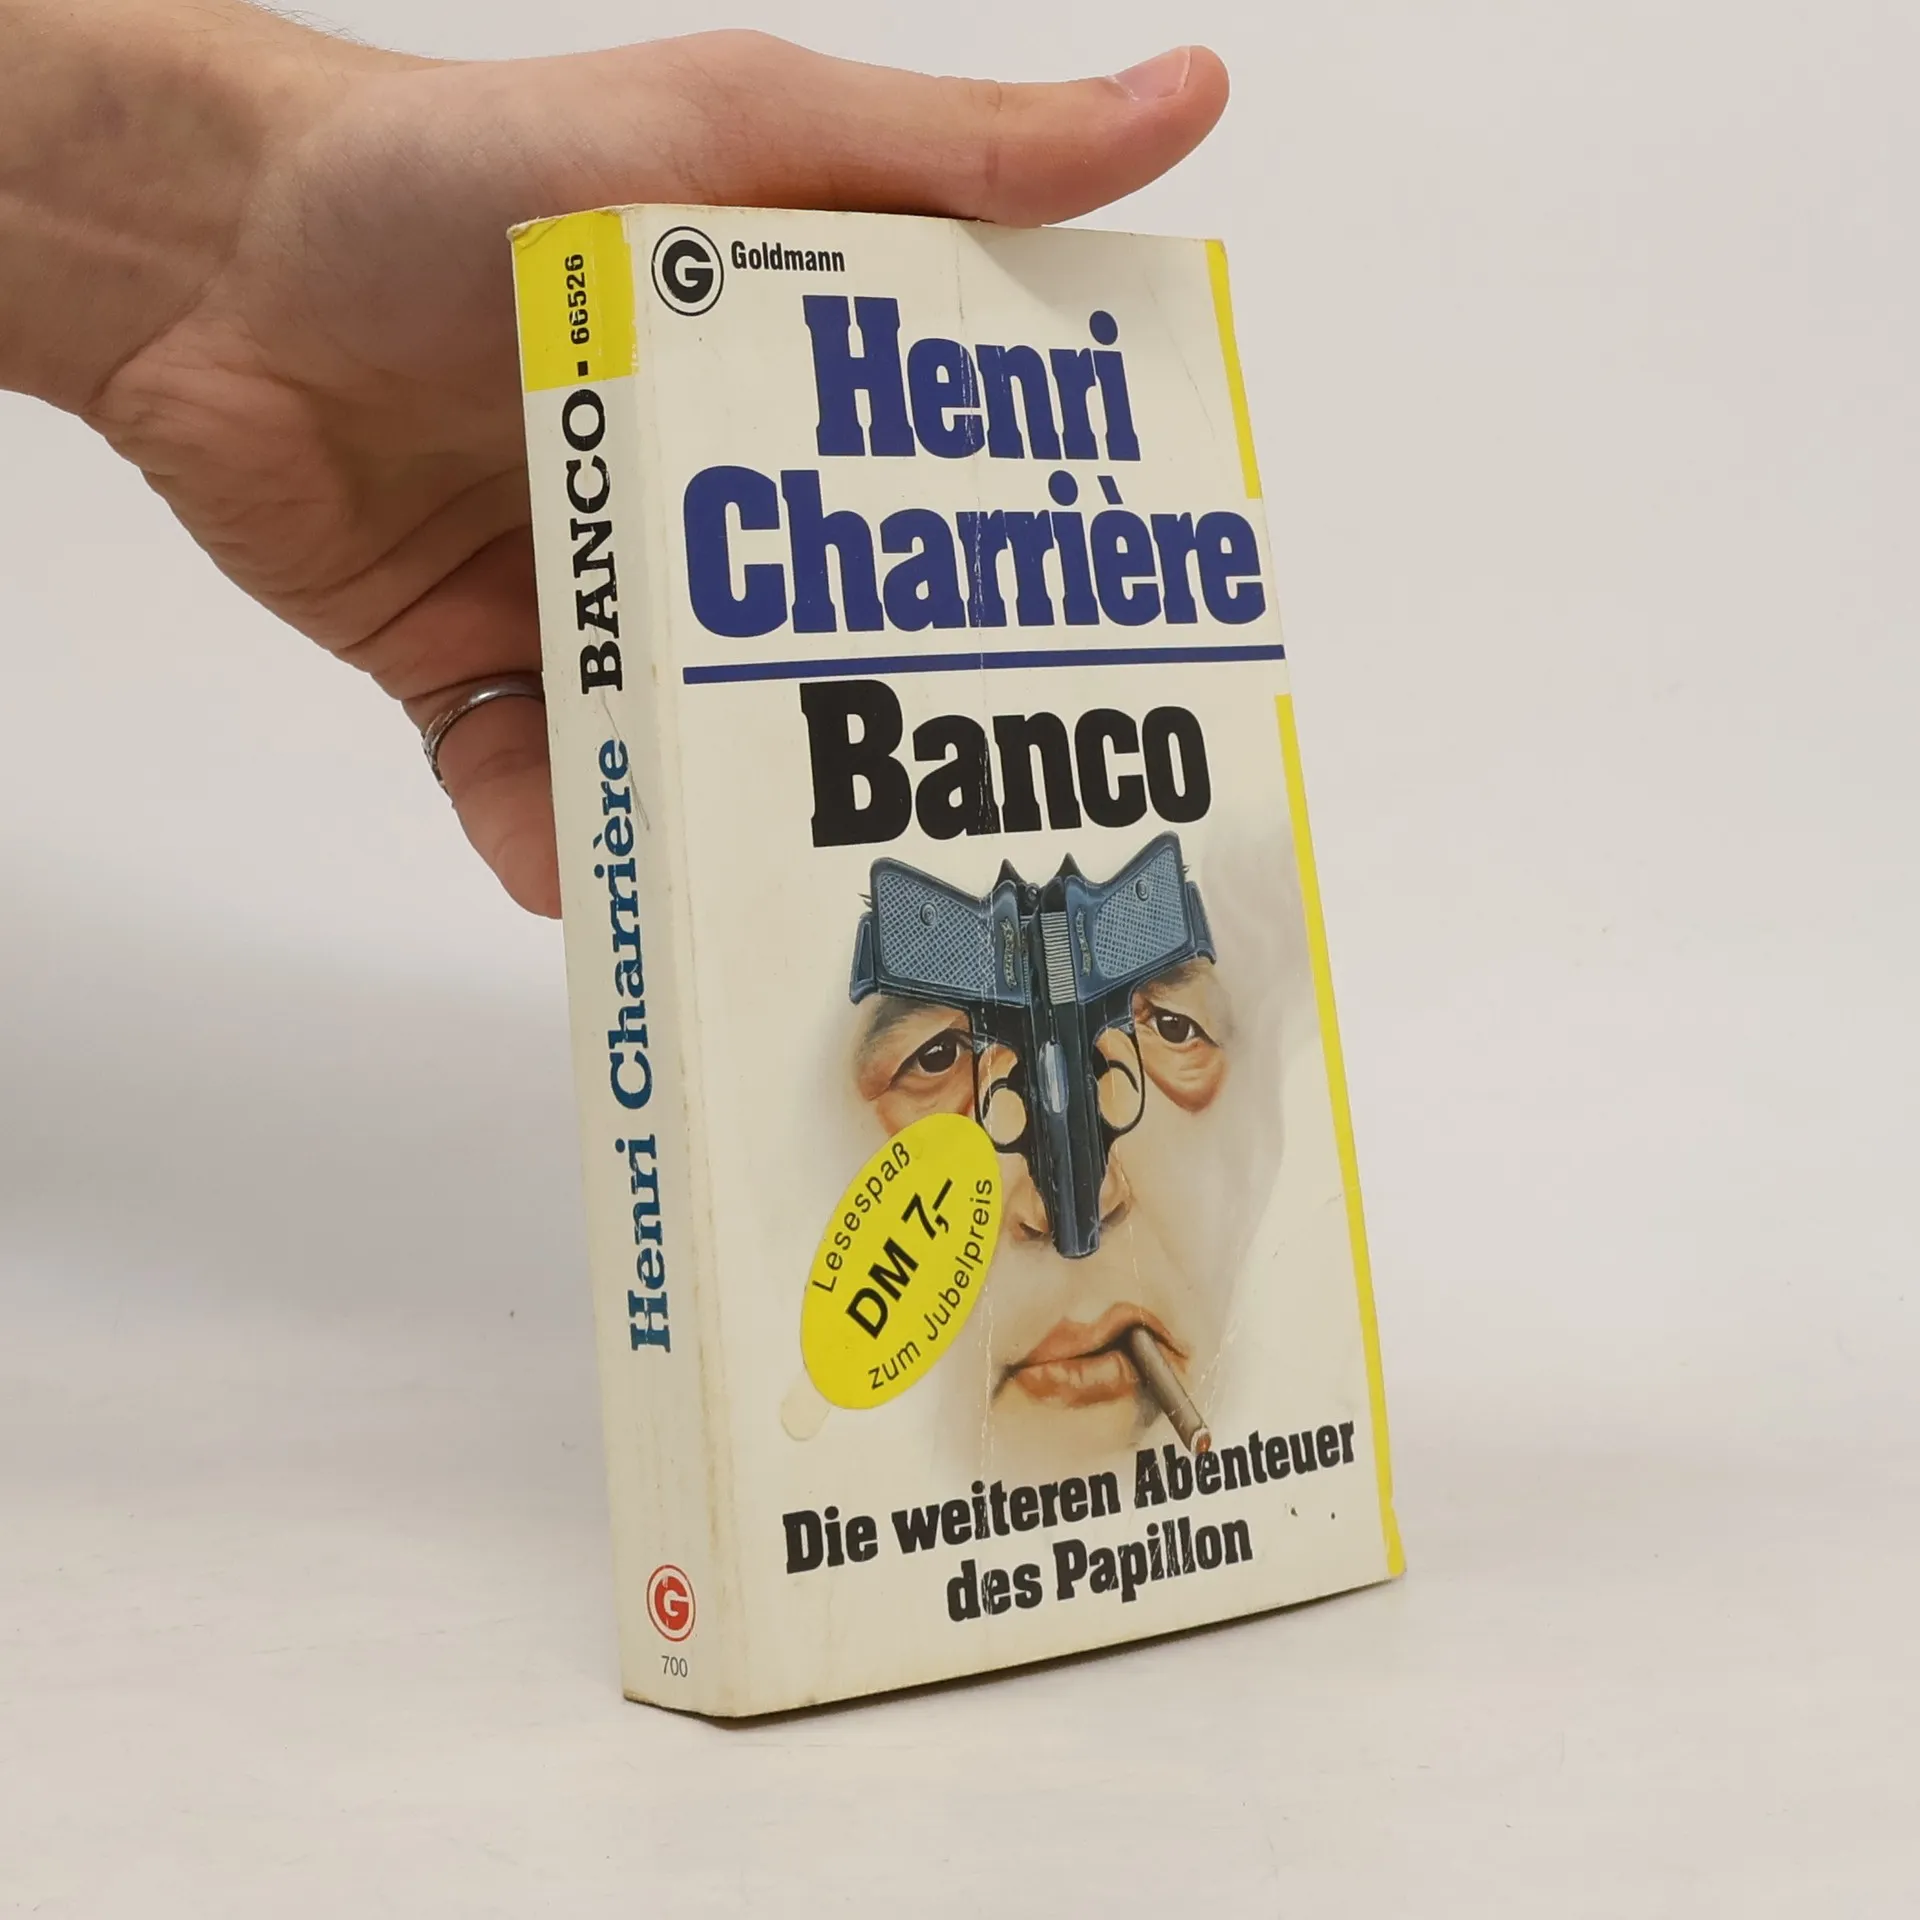 G Goldmann
Henri
Charrière
Banco
Lesespaß
DM 7,–
zum Jubelpreis
Die weiteren Abenteuer
des Papillon
Henri Charrière BANCO · 66526
G
700